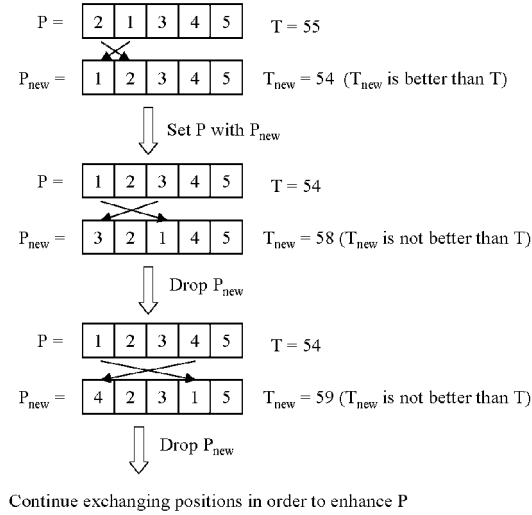 P = 2 1 3 4 5 T = 55
Pnew = 1 2 3 4 5 Tnew = 54 (Tnew is better than T)
Set P with Pnew
P = 1 2 3 4 5 T = 54
Pnew = 3 2 1 4 5 Tnew = 58 (Tnew is not better than T)
Drop Pnew
P = 1 2 3 4 5 T = 54
Pnew = 4 2 3 1 5 Tnew = 59 (Tnew is not better than T)
Drop Pnew
Continue exchanging positions in order to enhance P